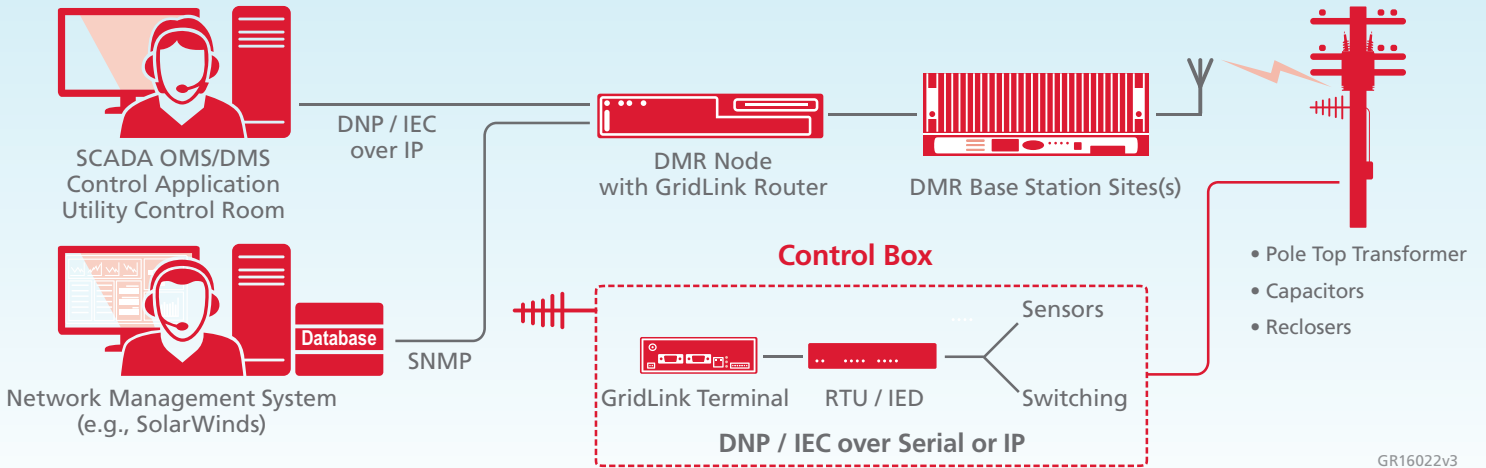 DNP / IEC
over IP
SCADA OMS/DMS
Control Application
Utility Control Room
DMR Node
with GridLink Router
DMR Base Station Sites(s)
Database
SNMP
Network Management System
(e.g., SolarWinds)
Control Box
Sensors
GridLink Terminal
RTU / IED
Switching
DNP / IEC over Serial or IP
• Pole Top Transformer
• Capacitors
• Reclosers
GR16022v3